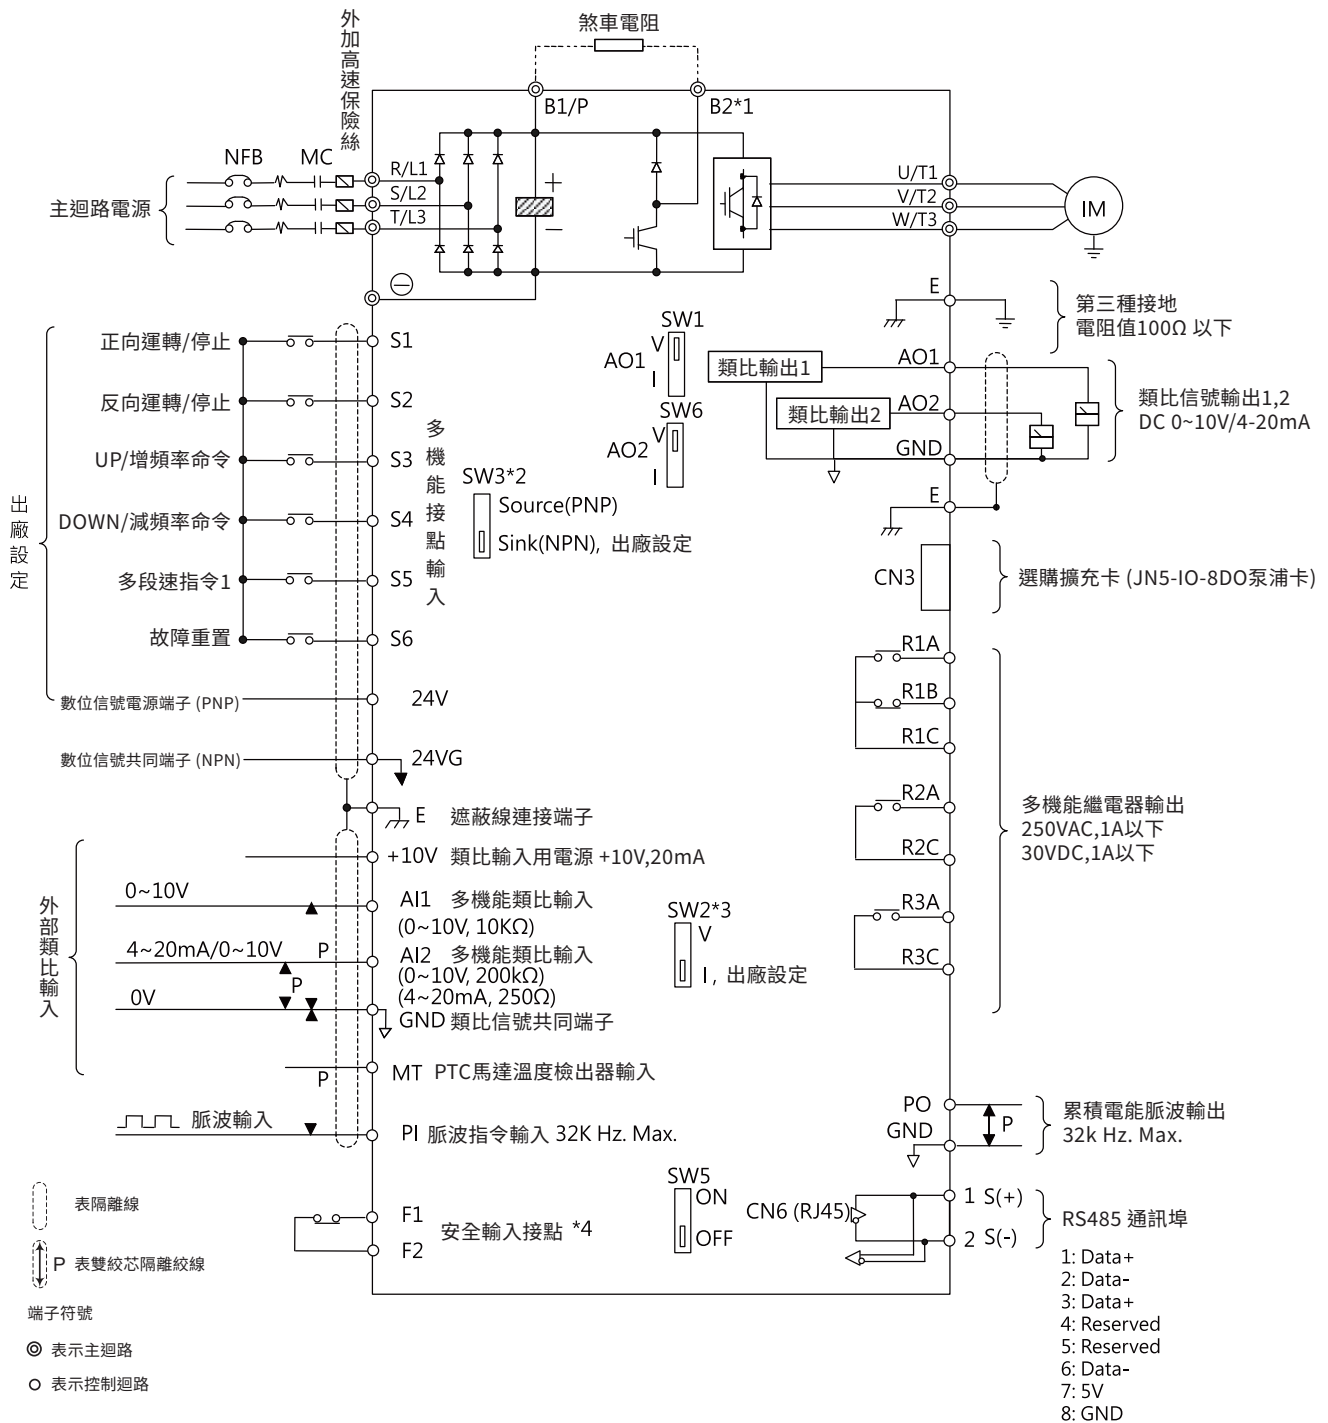 煞車電阻
外加高速保險絲
B1/P
B2*1
NFB
MC
主迴路電源
R/L1
S/L2
T/L3
+
−
−
U/T1
V/T2
W/T3
IM
E
第三種接地
電阻值100Ω 以下
出廠設定
正向運轉/停止
S1
反向運轉/停止
S2
UP/增頻率命令
S3
DOWN/減頻率命令
S4
多段速指令1
S5
故障重置
S6
多機能接點輸入
數位信號電源端子 (PNP)
24V
數位信號共同端子 (NPN)
24VG
E 遮蔽線連接端子
SW1
AO1
V
I
SW6
AO2
V
I
SW3*2
Source(PNP)
Sink(NPN), 出廠設定
類比輸出1
AO1
類比輸出2
AO2
GND
類比信號輸出1,2
DC 0~10V/4-20mA
E
CN3
選購擴充卡 (JN5-IO-8DO泵浦卡)
R1A
R1B
R1C
R2A
R2C
R3A
R3C
多機能繼電器輸出
250VAC,1A以下
30VDC,1A以下
外部類比輸入
+10V 類比輸入用電源 +10V,20mA
0~10V
AI1 多機能類比輸入
(0~10V, 10KΩ)
4~20mA/0~10V
P
AI2 多機能類比輸入
(0~10V, 200kΩ)
(4~20mA, 250Ω)
P
0V
GND 類比信號共同端子
P
MT PTC馬達溫度檢出器輸入
脈波輸入
PI 脈波指令輸入 32K Hz. Max.
SW2*3
V
I, 出廠設定
PO
GND
P
累積電能脈波輸出
32k Hz. Max.
F1
F2
安全輸入接點 *4
SW5
ON
OFF
CN6 (RJ45)
1 S(+)
2 S(-)
RS485 通訊埠
1: Data+
2: Data-
3: Data+
4: Reserved
5: Reserved
6: Data-
7: 5V
8: GND
表隔離線
P 表雙絞芯隔離絞線
端子符號
表示主迴路
表示控制迴路